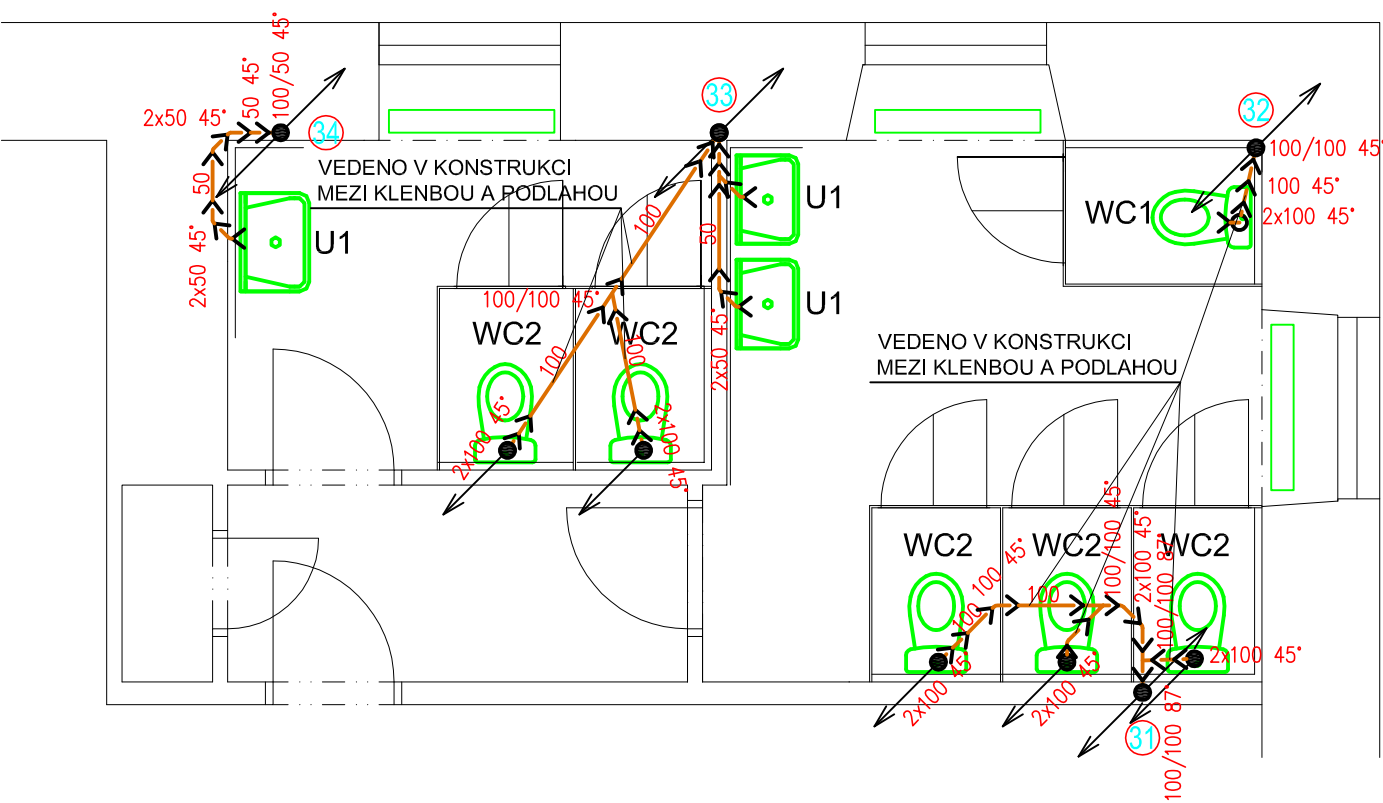 100/50 45°
50 45°
2x50 45°
34
50
2x50 45°
U1
VEDENO V KONSTRUKCI
MEZI KLENBOU A PODLAHOU
33
100
50
U1
U1
2x50 45°
100/100 45°
WC2
WC2
100
100
2x100 45°
2x100 45°
32
100/100 45°
100 45°
2x100 45°
WC1
VEDENO V KONSTRUKCI
MEZI KLENBOU A PODLAHOU
WC2
WC2
WC2
100 45°
100
100
100/100 45°
2x100 45°
100/100 87°
2x100 45°
2x100 45°
2x100 45°
31
100/100 87°